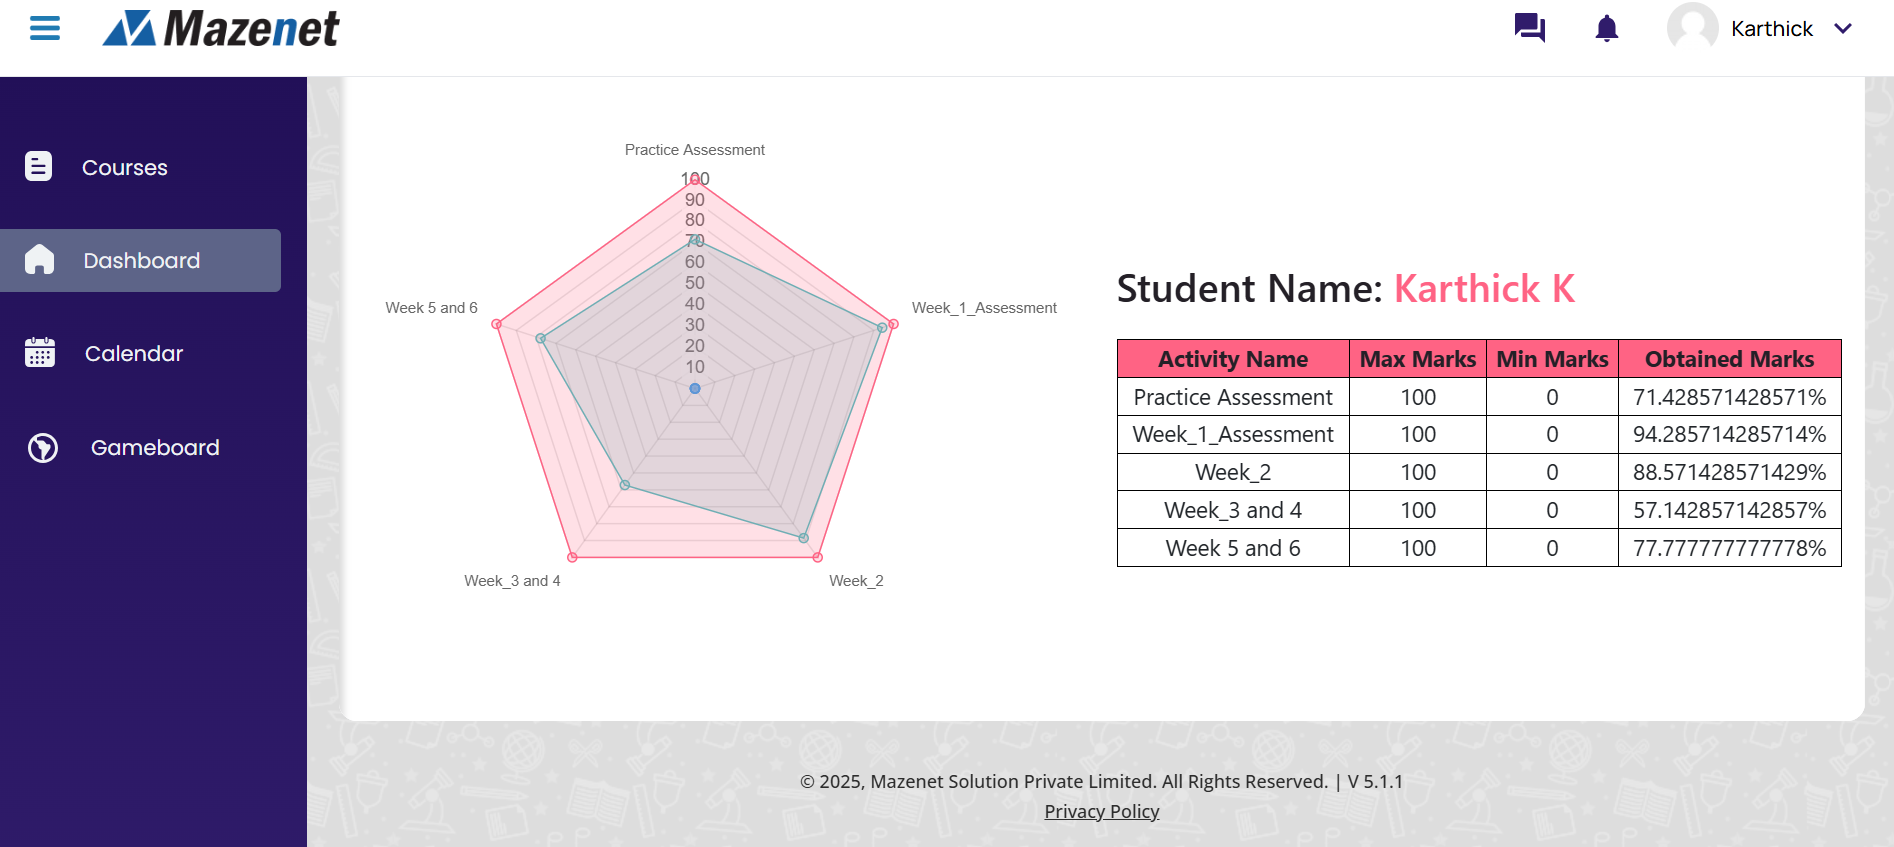 Mazenet
Karthick
Courses
Dashboard
Calendar
Gameboard
Practice Assessment
100
90
80
70
60
50
40
30
20
10
Week 5 and 6
Week_1_Assessment
Week_3 and 4
Week_2
Student Name: Karthick K
Activity Name Max Marks Min Marks Obtained Marks
Practice Assessment 100 0 71.428571428571%
Week_1_Assessment 100 0 94.285714285714%
Week_2 100 0 88.571428571429%
Week_3 and 4 100 0 57.142857142857%
Week 5 and 6 100 0 77.777777777778%
© 2025, Mazenet Solution Private Limited. All Rights Reserved. | V 5.1.1
Privacy Policy